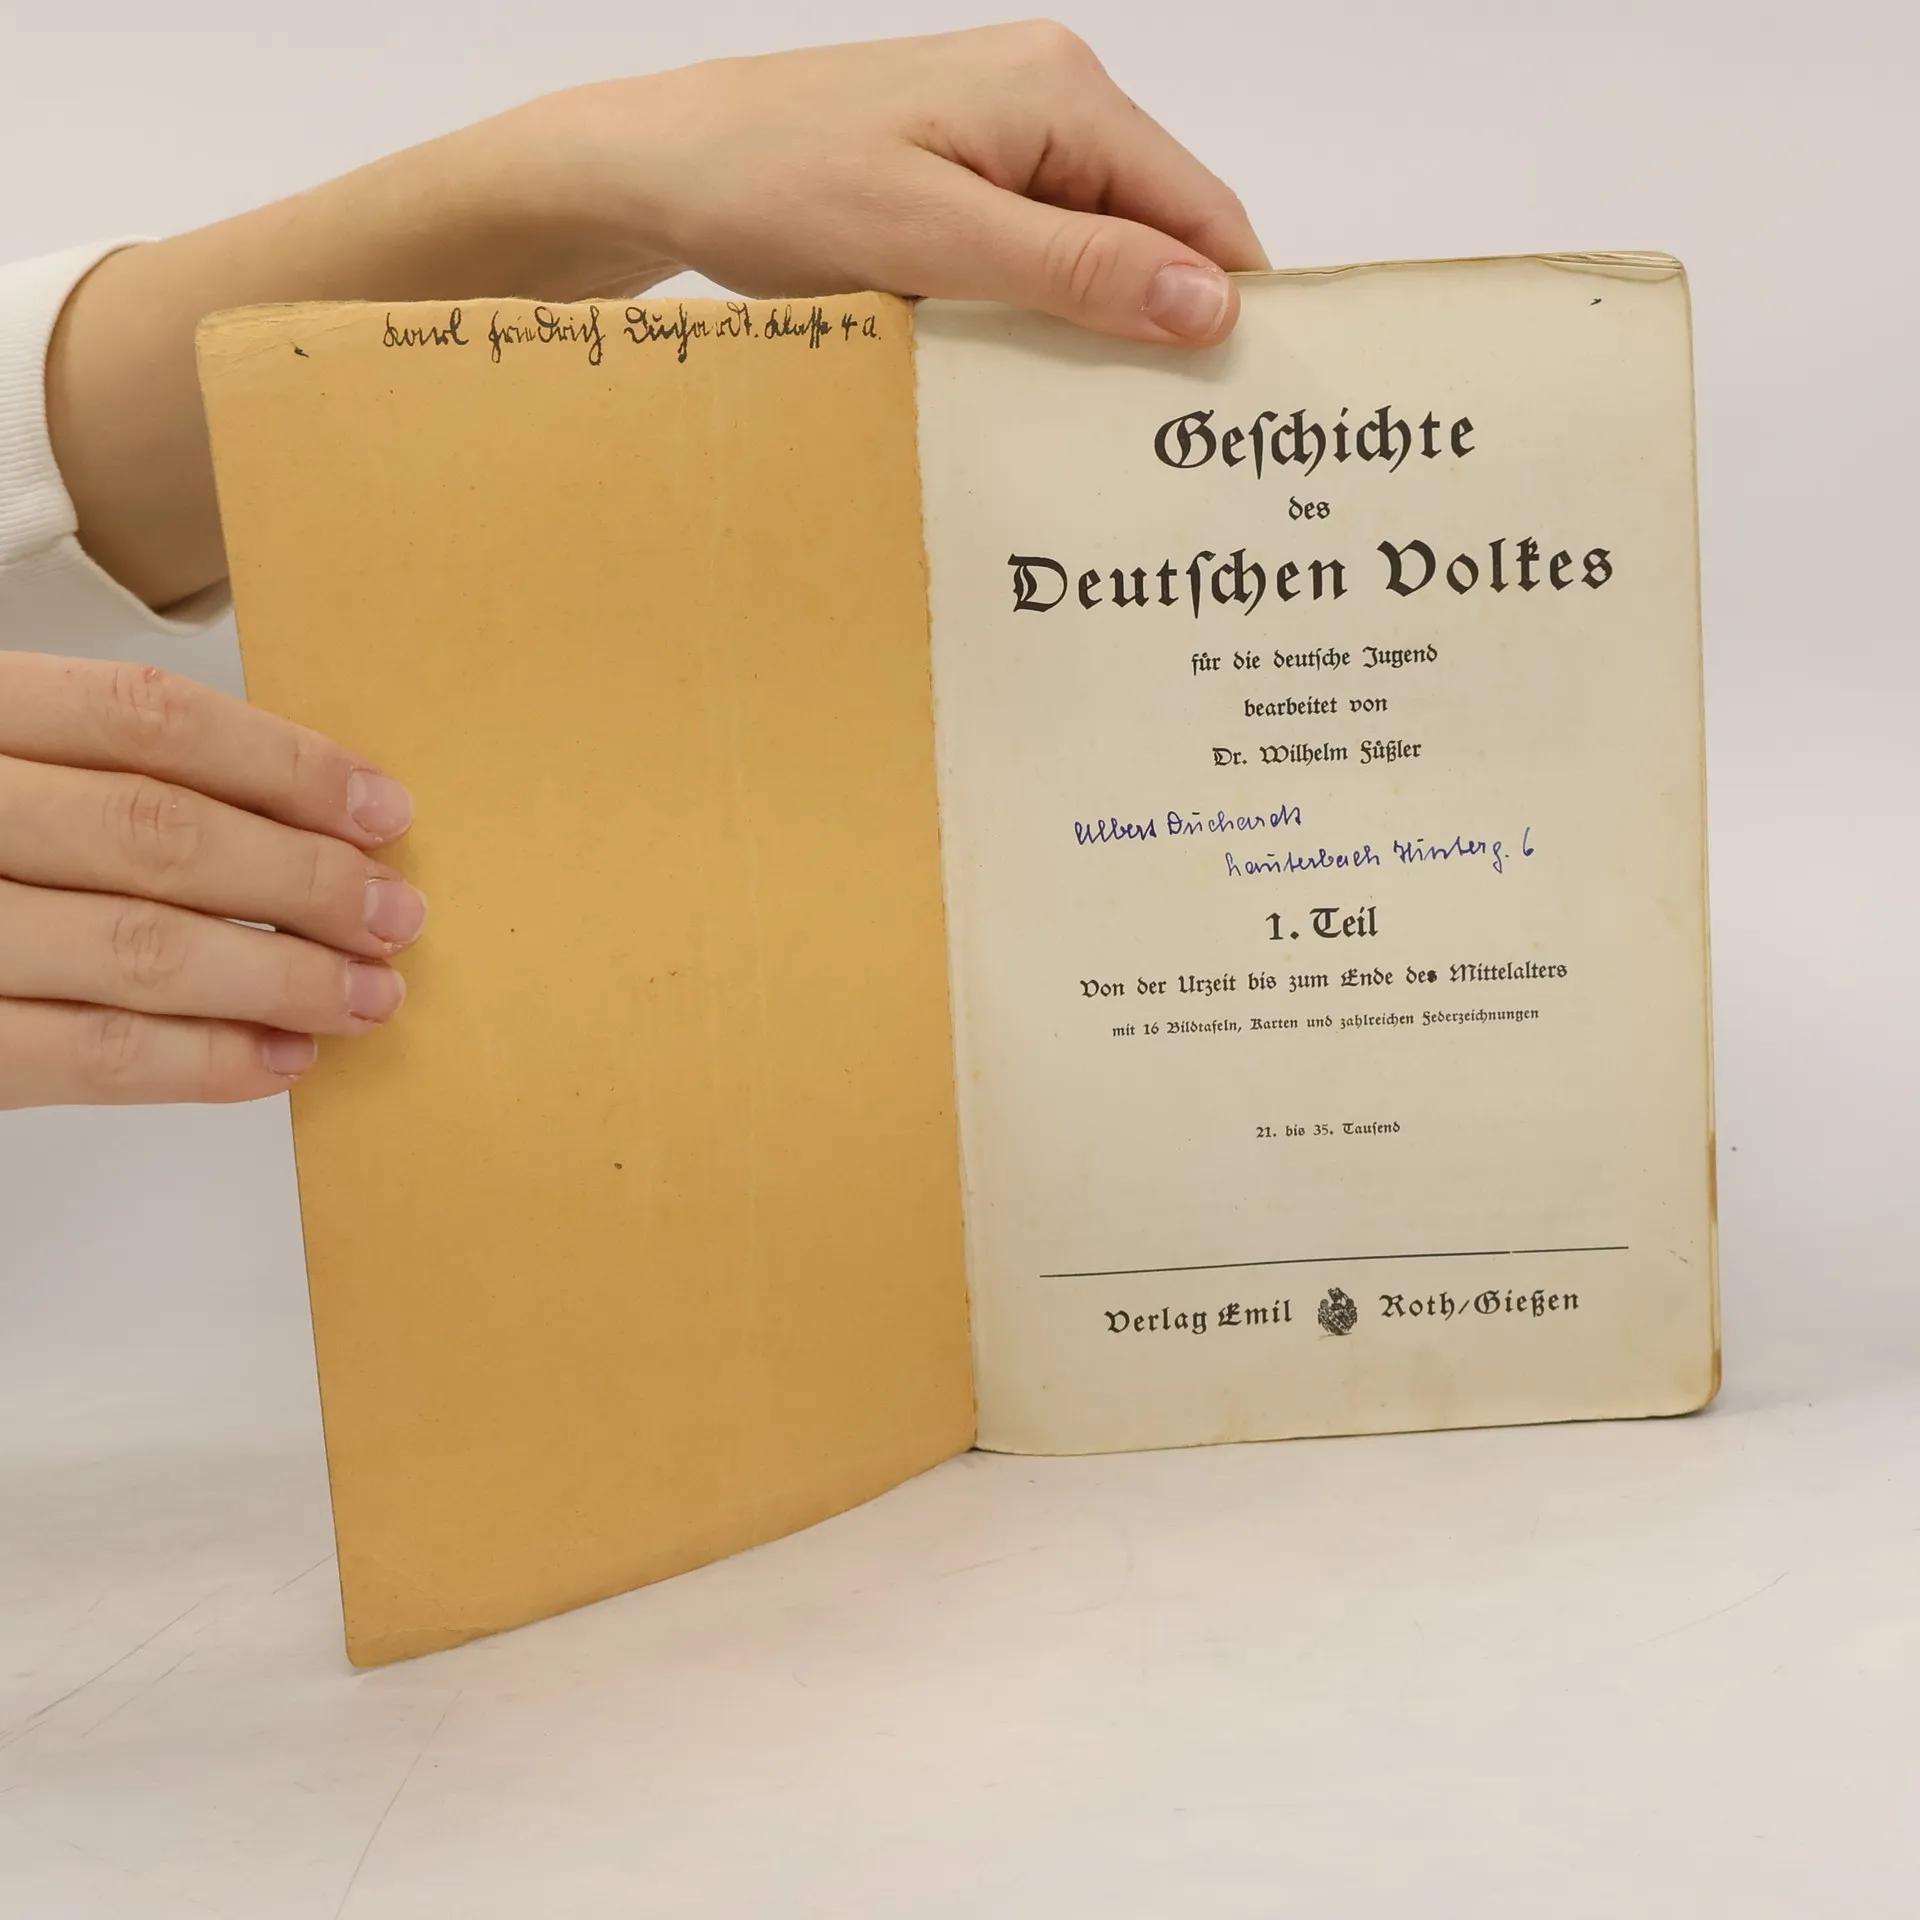 Karl Friedrich Duchardt. Klasse 4 a.
Geſchichte
des
Deutſchen Volkes
für die deutſche Jugend
bearbeitet von
Dr. Wilhelm Füßler
Albert Duchardt
Lauterbach Hinterg. 6
1. Teil
Von der Urzeit bis zum Ende des Mittelalters
mit 16 Bildtafeln, Karten und zahlreichen Federzeichnungen
21. bis 35. Tauſend
Verlag Emil Roth/Gießen